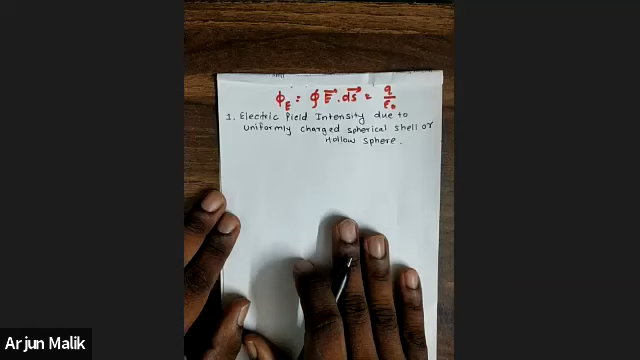 ϕE = ∮ E⃗ . ds⃗ = q/ε₀
1. Electric Field Intensity due to
uniformly charged spherical shell or
Hollow sphere.
Arjun Malik